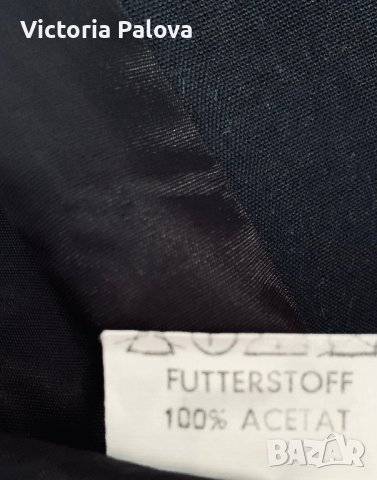 Victoria Palova
FUTTERSTOFF
100% ACETAT
BAZAR